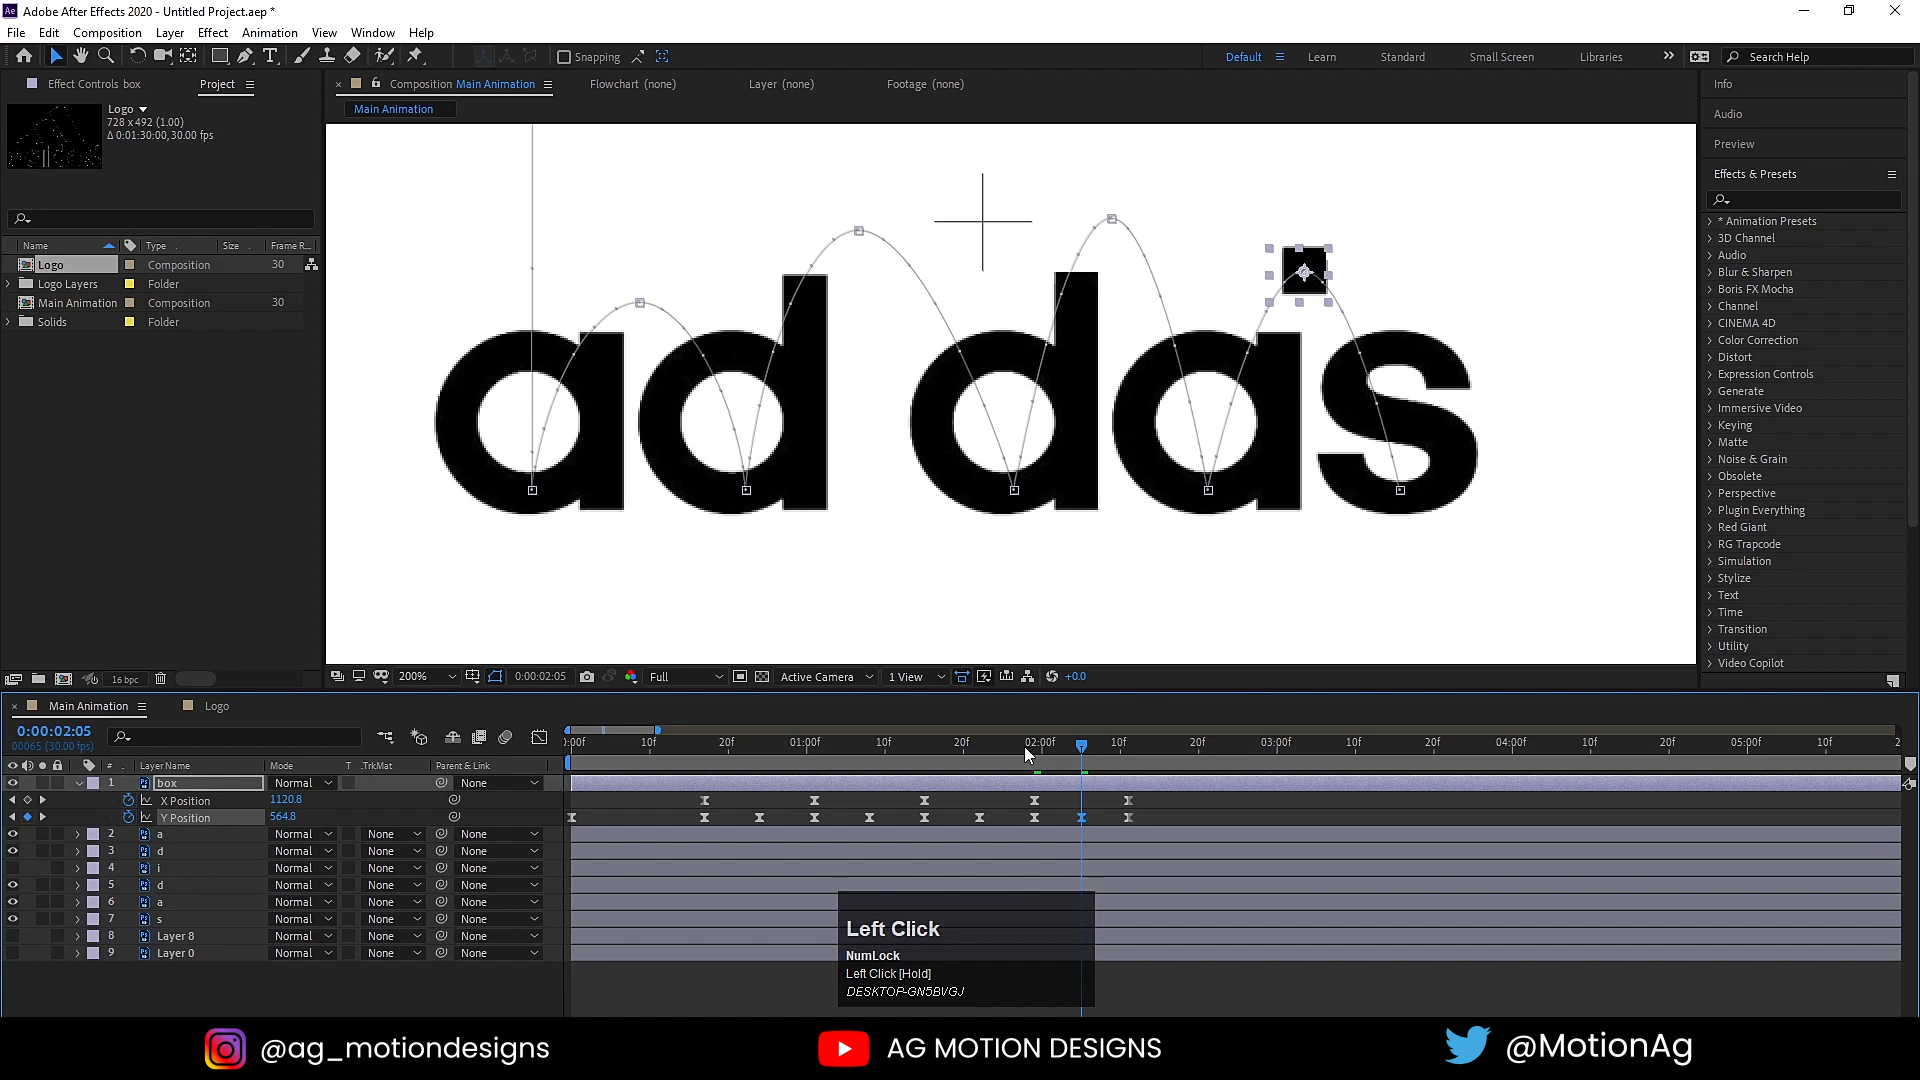 Adobe After Effects 2020 - Untitled Project.aep *
File Edit Composition Layer Effect Animation View Window Help
Snapping
Default Learn Standard Small Screen Libraries Search Help
Effect Controls box Project
Logo
728 x 492 (1.00)
Δ 0:01:30:00, 30.00 fps
Name Type Size Frame R...
Logo Composition 30
Logo Layers Folder
Main Animation Composition 30
Solids Folder
16 bpc
Composition Main Animation Flowchart (none) Layer (none) Footage (none)
Main Animation
ad das
200% 0:00:02:05 Full Active Camera 1 View +0.0
Info
Audio
Preview
Effects & Presets
* Animation Presets
3D Channel
Audio
Blur & Sharpen
Boris FX Mocha
Channel
CINEMA 4D
Color Correction
Distort
Expression Controls
Generate
Immersive Video
Keying
Matte
Noise & Grain
Obsolete
Perspective
Plugin Everything
Red Giant
RG Trapcode
Simulation
Stylize
Text
Time
Transition
Utility
Video Copilot
Main Animation Logo
0:00:02:05
00065 (30.00 fps)
:00f 10f 20f 01:00f 10f 20f 02:00f 10f 20f 03:00f 10f 20f 04:00f 10f 20f 05:00f 10f 2
# Layer Name Mode T .TrkMat Parent & Link
1 box Normal None
X Position 1120.8
Y Position 564.8
2 a Normal None None
3 d Normal None None
4 i Normal None None
5 d Normal None None
6 a Normal None None
7 s Normal None None
8 Layer 8 Normal None None
9 Layer 0 Normal None None
Left Click
NumLock
Left Click [Hold]
DESKTOP-GN5BVGJ
@ag_motiondesigns AG MOTION DESIGNS @MotionAg